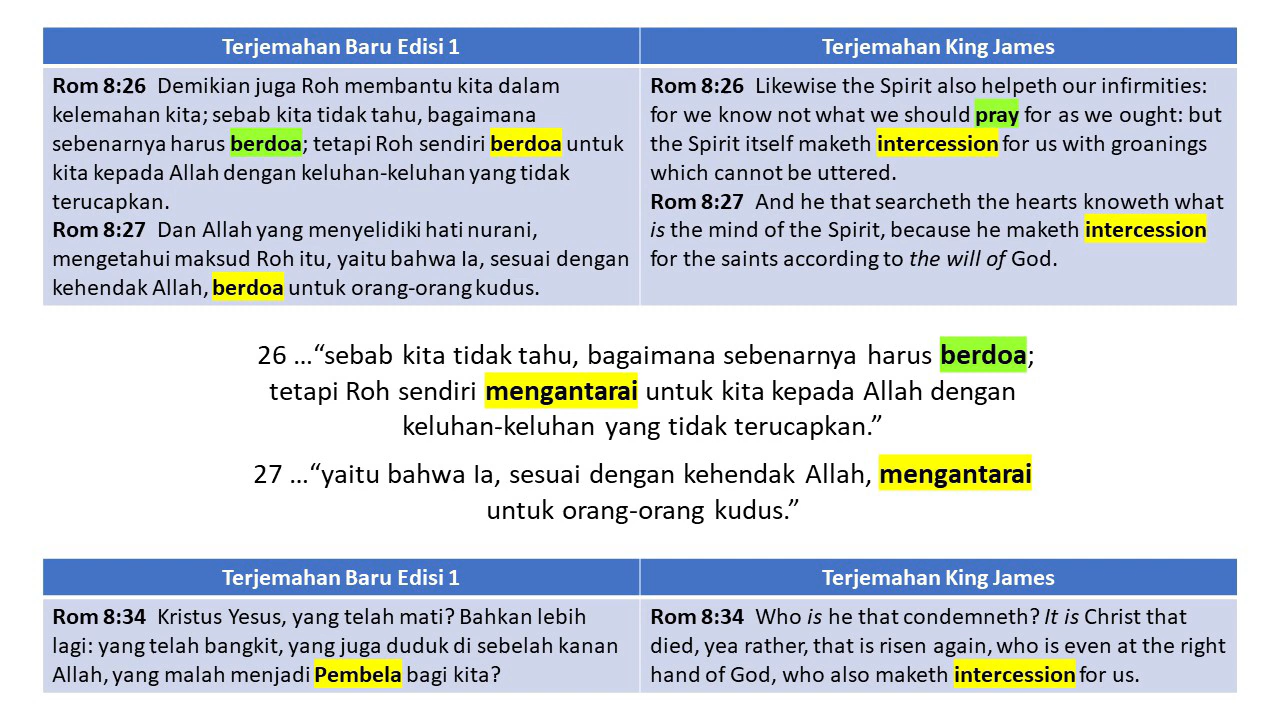 Terjemahan Baru Edisi 1
Terjemahan King James
Rom 8:26 Demikian juga Roh membantu kita dalam
kelemahan kita; sebab kita tidak tahu, bagaimana
sebenarnya harus berdoa; tetapi Roh sendiri berdoa untuk
kita kepada Allah dengan keluhan-keluhan yang tidak
terucapkan.
Rom 8:27 Dan Allah yang menyelidiki hati nurani,
mengetahui maksud Roh itu, yaitu bahwa Ia, sesuai dengan
kehendak Allah, berdoa untuk orang-orang kudus.
Rom 8:26 Likewise the Spirit also helpeth our infirmities:
for we know not what we should pray for as we ought: but
the Spirit itself maketh intercession for us with groanings
which cannot be uttered.
Rom 8:27 And he that searcheth the hearts knoweth what
is the mind of the Spirit, because he maketh intercession
for the saints according to the will of God.
26 …“sebab kita tidak tahu, bagaimana sebenarnya harus berdoa;
tetapi Roh sendiri mengantarai untuk kita kepada Allah dengan
keluhan-keluhan yang tidak terucapkan.”
27 …“yaitu bahwa Ia, sesuai dengan kehendak Allah, mengantarai
untuk orang-orang kudus.”
Terjemahan Baru Edisi 1
Terjemahan King James
Rom 8:34 Kristus Yesus, yang telah mati? Bahkan lebih
lagi: yang telah bangkit, yang juga duduk di sebelah kanan
Allah, yang malah menjadi Pembela bagi kita?
Rom 8:34 Who is he that condemneth? It is Christ that
died, yea rather, that is risen again, who is even at the right
hand of God, who also maketh intercession for us.